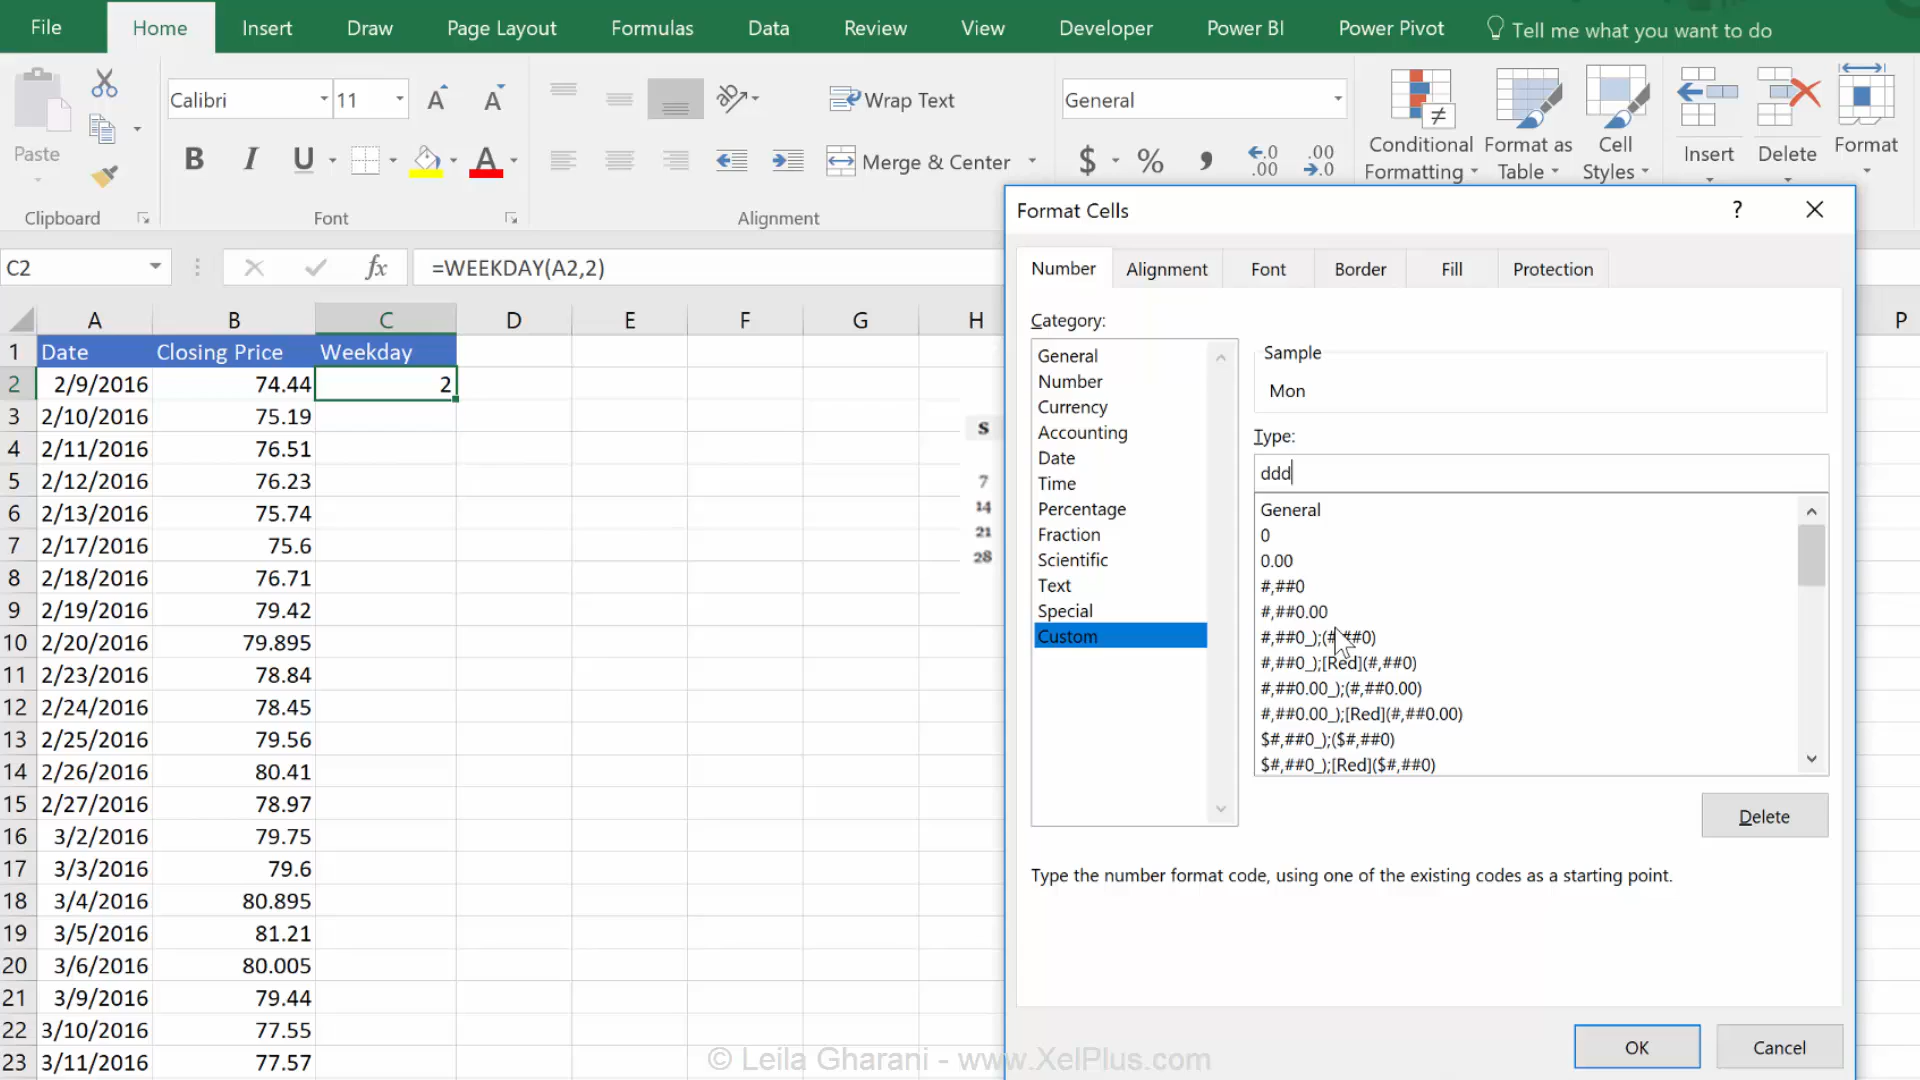 File Home Insert Draw Page Layout Formulas Data Review View Developer Power BI Power Pivot Tell me what you want to do
Calibri 11 A A Wrap Text General
Paste B I U A Merge & Center $ % , .0 .00 .00 .0
Conditional Formatting Format as Table Cell Styles Insert Delete Format
Clipboard Font Alignment
C2 fx =WEEKDAY(A2,2)
A B C D E F G H P
1 Date Closing Price Weekday
2 2/9/2016 74.44 2
3 2/10/2016 75.19
4 2/11/2016 76.51
5 2/12/2016 76.23
6 2/13/2016 75.74
7 2/17/2016 75.6
8 2/18/2016 76.71
9 2/19/2016 79.42
10 2/20/2016 79.895
11 2/23/2016 78.84
12 2/24/2016 78.45
13 2/25/2016 79.56
14 2/26/2016 80.41
15 2/27/2016 78.97
16 3/2/2016 79.75
17 3/3/2016 79.6
18 3/4/2016 80.895
19 3/5/2016 81.21
20 3/6/2016 80.005
21 3/9/2016 79.44
22 3/10/2016 77.55
23 3/11/2016 77.57
S
7
14
21
28
Format Cells ?
Number Alignment Font Border Fill Protection
Category:
General
Number
Currency
Accounting
Date
Time
Percentage
Fraction
Scientific
Text
Special
Custom
Sample
Mon
Type:
ddd
General
0
0.00
#,##0
#,##0.00
#,##0_);(#,##0)
#,##0_);[Red](#,##0)
#,##0.00_);(#,##0.00)
#,##0.00_);[Red](#,##0.00)
$#,##0_);($#,##0)
$#,##0_);[Red]($#,##0)
Delete
Type the number format code, using one of the existing codes as a starting point.
OK Cancel
© Leila Gharani - www.XelPlus.com